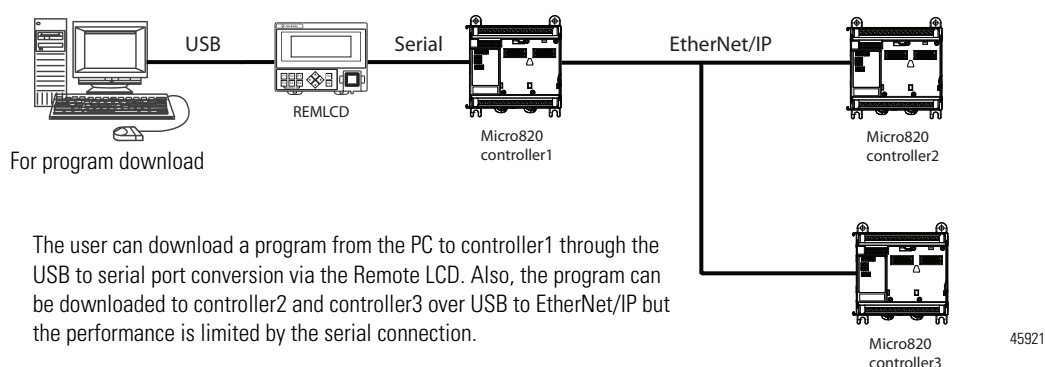 USB
Serial
EtherNet/IP
REMLCD
Micro820
controller1
Micro820
controller2
For program download
The user can download a program from the PC to controller1 through the
USB to serial port conversion via the Remote LCD. Also, the program can
be downloaded to controller2 and controller3 over USB to EtherNet/IP but
the performance is limited by the serial connection.
Micro820
controller3
45921